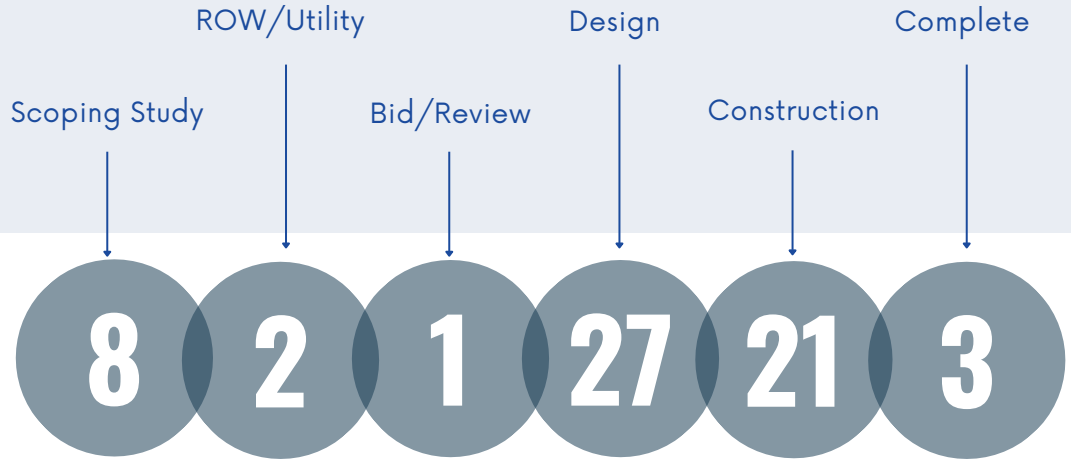 ROW/Utility
Design
Complete
Scoping Study
Bid/Review
Construction
8
2
1
27
21
3